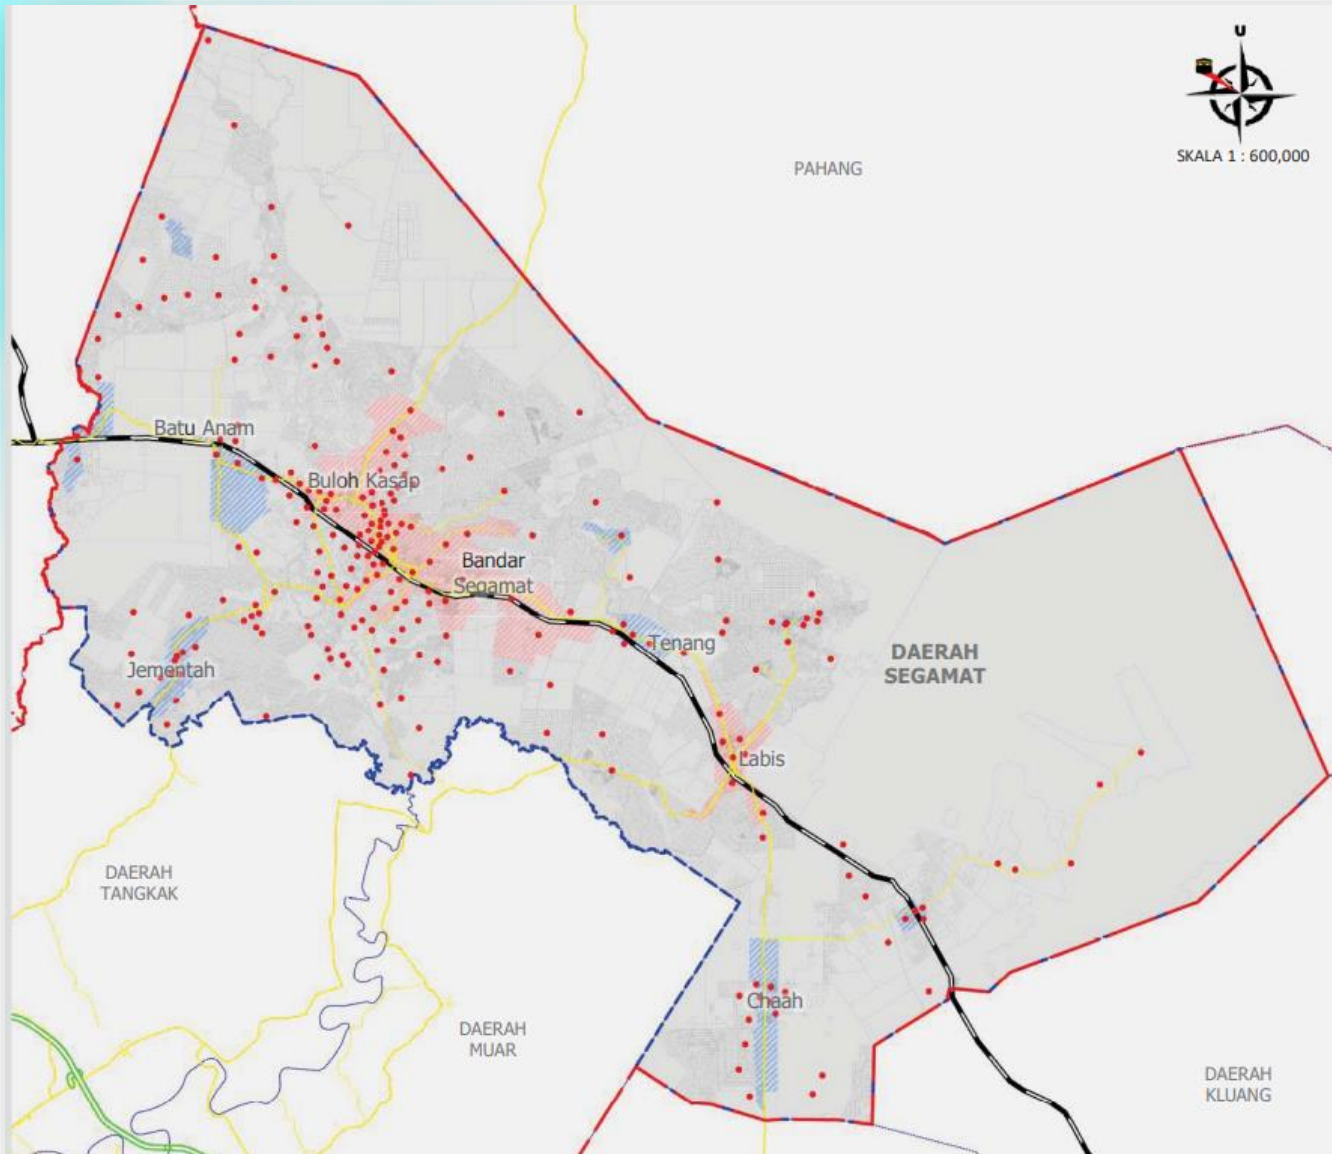 U
SKALA 1 : 600,000
PAHANG
Batu Anam
Buloh Kasap
Bandar
Segamat
Tenang
Jementah
DAERAH
SEGAMAT
Labis
DAERAH
TANGKAK
Chaah
DAERAH
MUAR
DAERAH
KLUANG